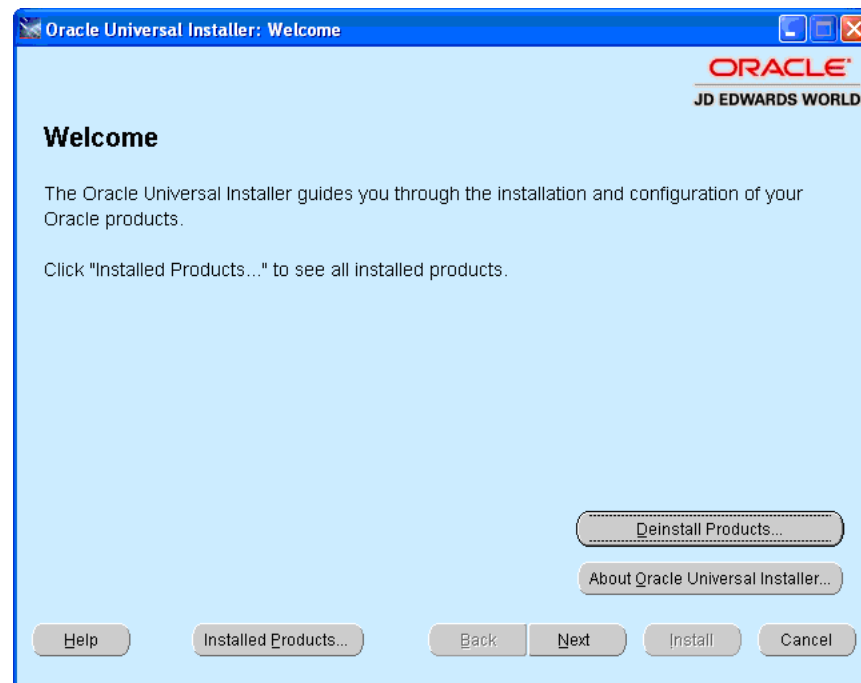 Oracle Universal Installer: Welcome
ORACLE
JD EDWARDS WORLD
Welcome
The Oracle Universal Installer guides you through the installation and configuration of your
Oracle products.
Click "Installed Products..." to see all installed products.
Deinstall Products...
About Oracle Universal Installer...
Help
Installed Products...
Back
Next
Install
Cancel